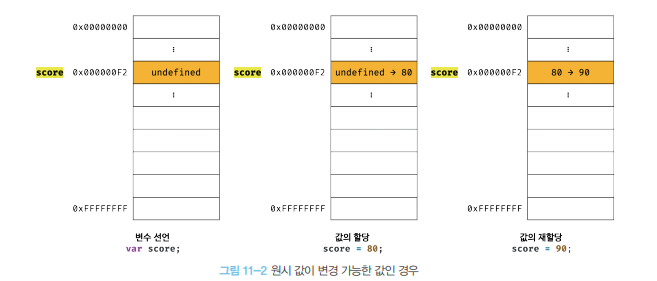 0x00000000 0x00000000 0x00000000
⋮ ⋮ ⋮
score 0x000000F2 undefined score 0x000000F2 undefined → 80 score 0x000000F2 80 → 90
⋮ ⋮ ⋮
0xFFFFFFFF 0xFFFFFFFF 0xFFFFFFFF
변수 선언 값의 할당 값의 재할당
var score; score = 80; score = 90;
그림 11-2 원시 값이 변경 가능한 값인 경우